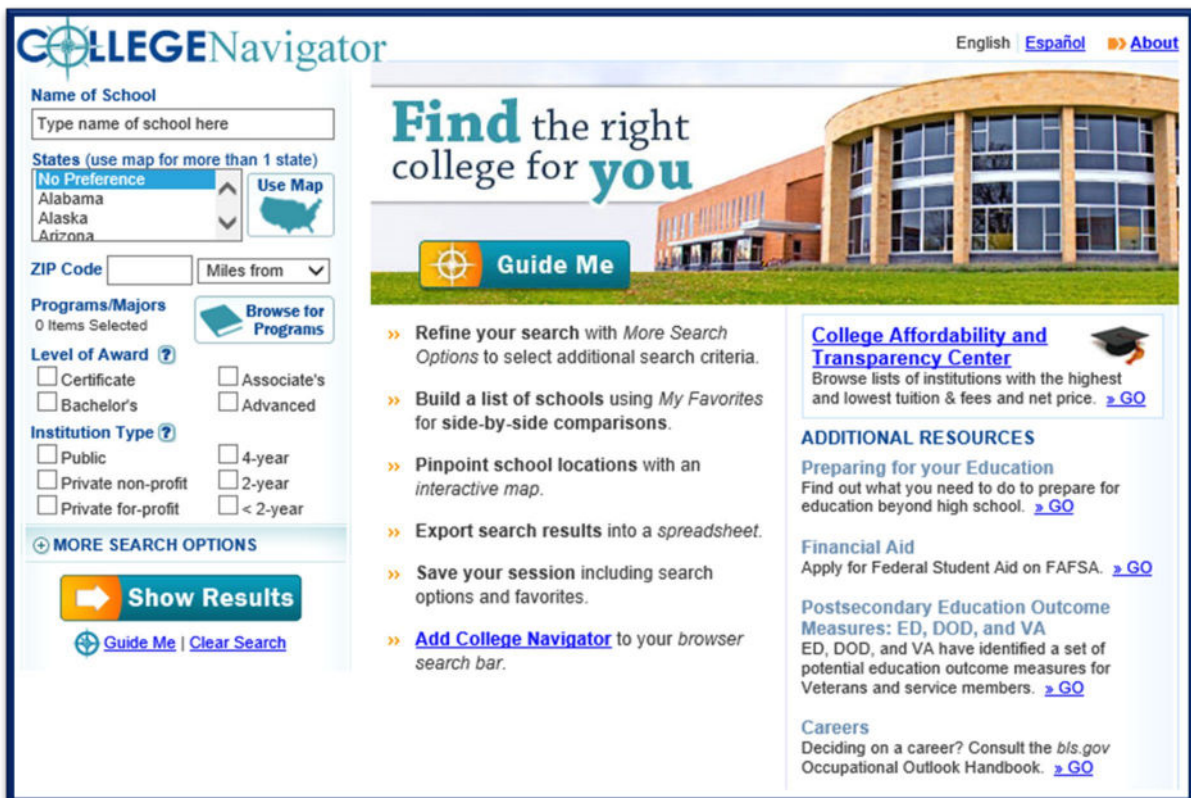 COLLEGENavigator
English Español About
Name of School
Type name of school here
States (use map for more than 1 state)
No Preference
Alabama
Alaska
Arizona
Use Map
ZIP Code Miles from
Programs/Majors
0 Items Selected
Browse for
Programs
Level of Award ?
Certificate Associate's
Bachelor's Advanced
Institution Type ?
Public 4-year
Private non-profit 2-year
Private for-profit < 2-year
MORE SEARCH OPTIONS
Show Results
Guide Me | Clear Search
Find the right
college for you
Guide Me
» Refine your search with More Search
Options to select additional search criteria.
» Build a list of schools using My Favorites
for side-by-side comparisons.
» Pinpoint school locations with an
interactive map.
» Export search results into a spreadsheet.
» Save your session including search
options and favorites.
» Add College Navigator to your browser
search bar.
College Affordability and
Transparency Center
Browse lists of institutions with the highest
and lowest tuition & fees and net price. » GO
ADDITIONAL RESOURCES
Preparing for your Education
Find out what you need to do to prepare for
education beyond high school. » GO
Financial Aid
Apply for Federal Student Aid on FAFSA. » GO
Postsecondary Education Outcome
Measures: ED, DOD, and VA
ED, DOD, and VA have identified a set of
potential education outcome measures for
Veterans and service members. » GO
Careers
Deciding on a career? Consult the bls.gov
Occupational Outlook Handbook. » GO